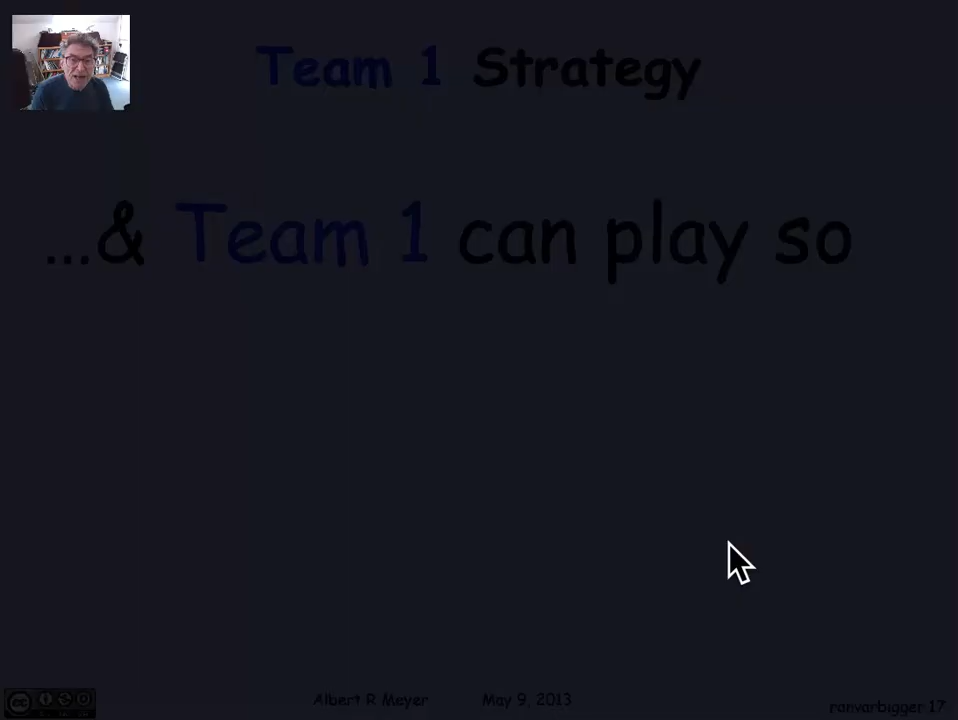 Team 1 Strategy
...& Team 1 can play so
Albert R Meyer May 9, 2013 ranvarbigger 17